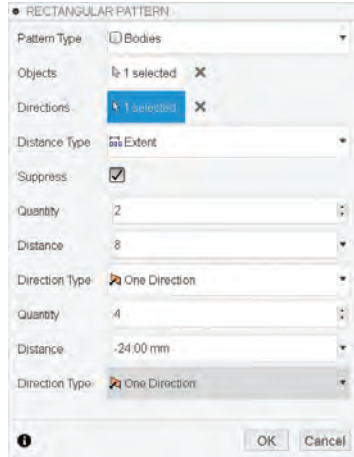 RECTANGULAR PATTERN
Pattern Type Bodies
Objects 1 selected
Directions 1 selected
Distance Type Extent
Suppress
Quantity 2
Distance 8
Direction Type One Direction
Quantity 4
Distance -24.00 mm
Direction Type One Direction
OK Cancel